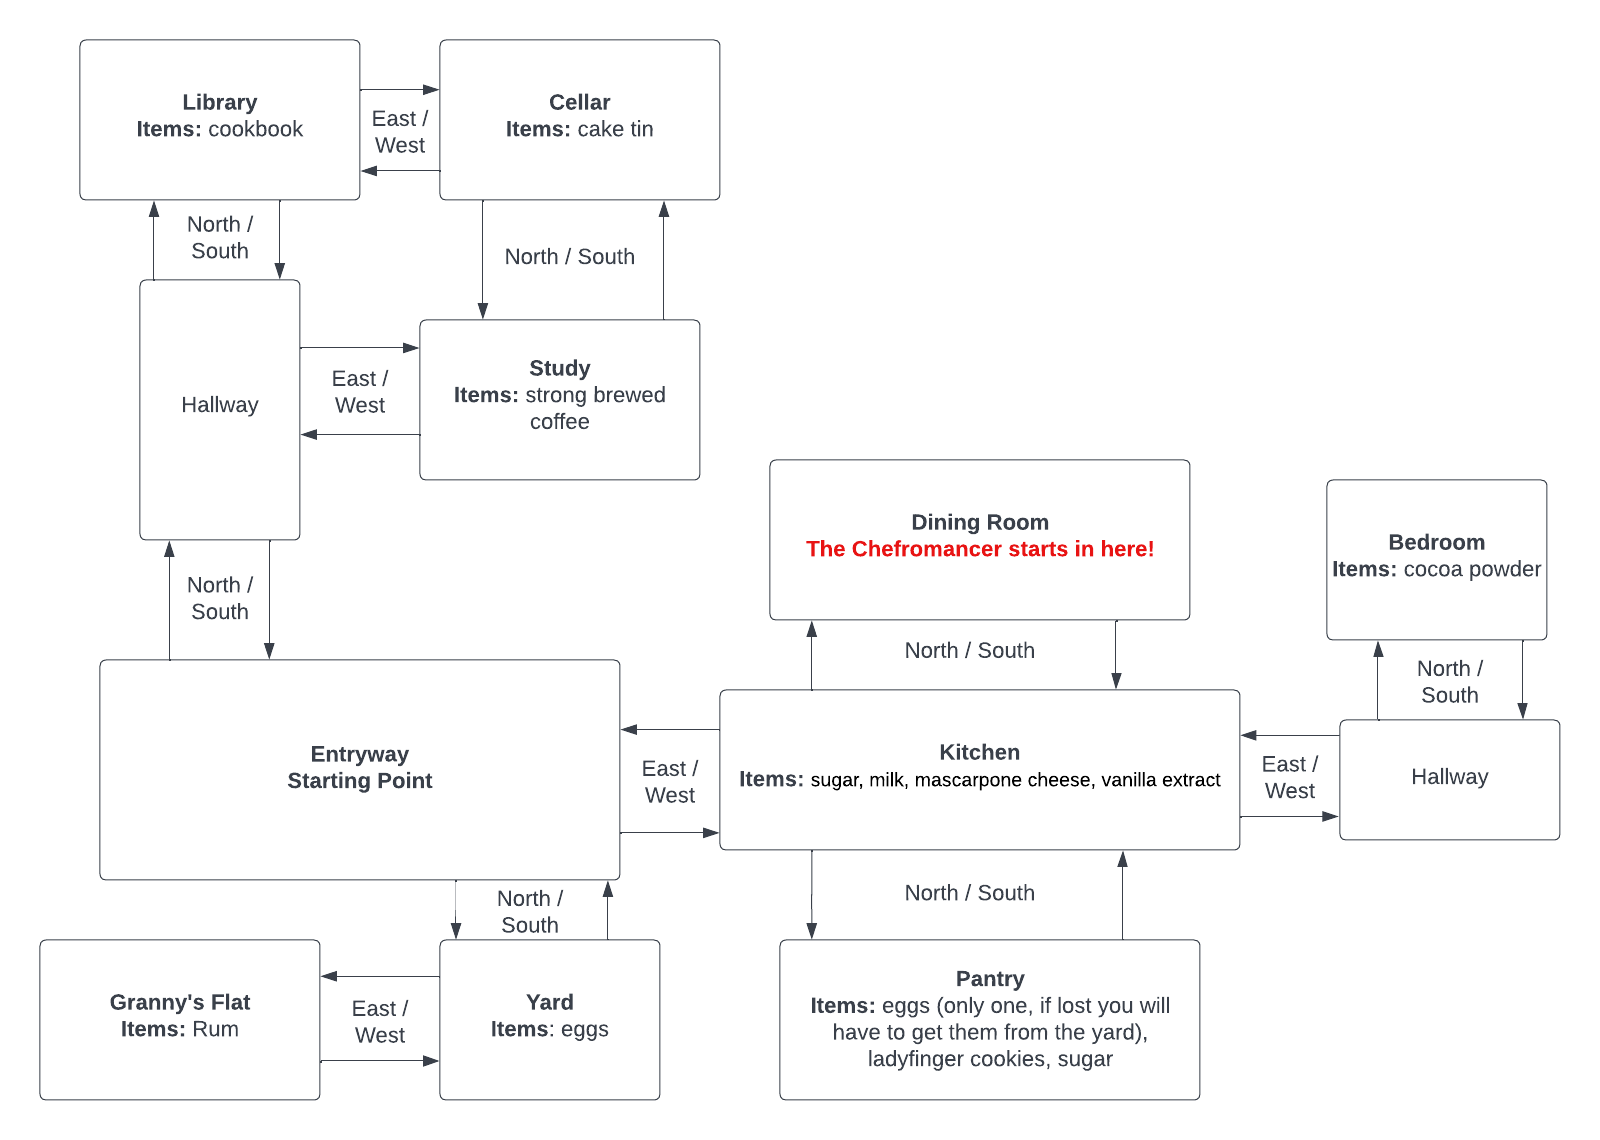 Library
Items: cookbook
East /
West
Cellar
Items: cake tin
North /
South
North / South
Hallway
East /
West
Study
Items: strong brewed
coffee
North /
South
Dining Room
The Chefromancer starts in here!
Bedroom
Items: cocoa powder
North / South
North /
South
Entryway
Starting Point
East /
West
Kitchen
Items: sugar, milk, mascarpone cheese, vanilla extract
East /
West
Hallway
North /
South
North / South
Granny's Flat
Items: Rum
East /
West
Yard
Items: eggs
Pantry
Items: eggs (only one, if lost you will
have to get them from the yard),
ladyfinger cookies, sugar